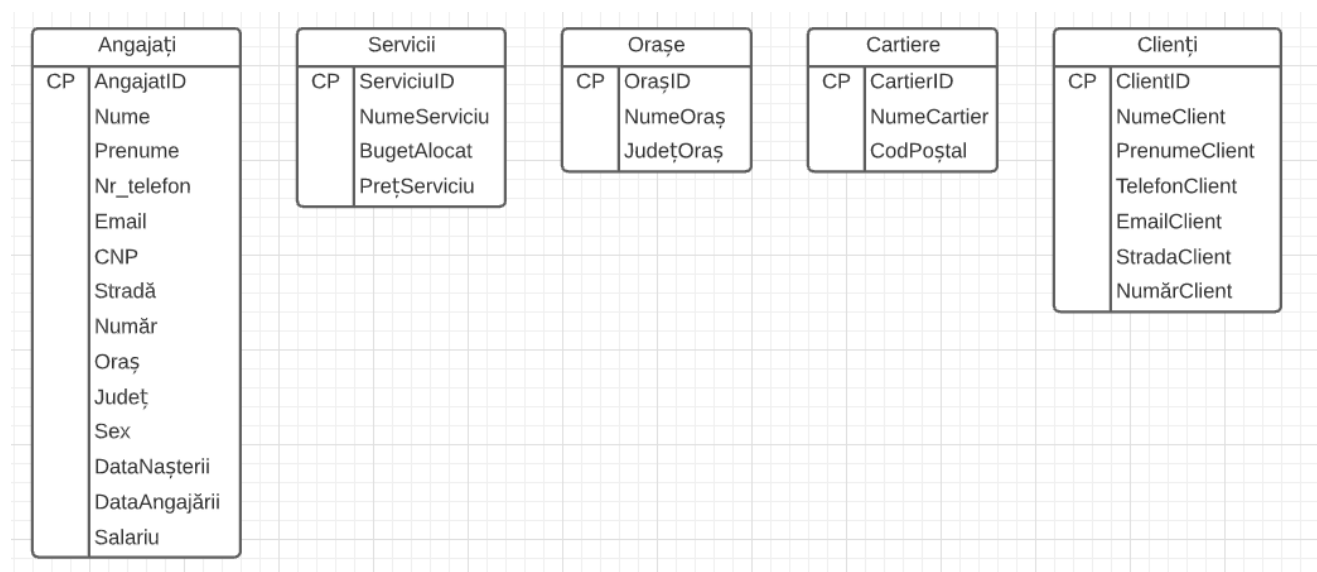 Angajați
CP AngajatID
Nume
Prenume
Nr_telefon
Email
CNP
Stradă
Număr
Oraș
Județ
Sex
DataNașterii
DataAngajării
Salariu
Servicii
CP ServiciuID
NumeServiciu
BugetAlocat
PrețServiciu
Orașe
CP OrașID
NumeOraș
JudețOraș
Cartiere
CP CartierID
NumeCartier
CodPoștal
Clienți
CP ClientID
NumeClient
PrenumeClient
TelefonClient
EmailClient
StradaClient
NumărClient